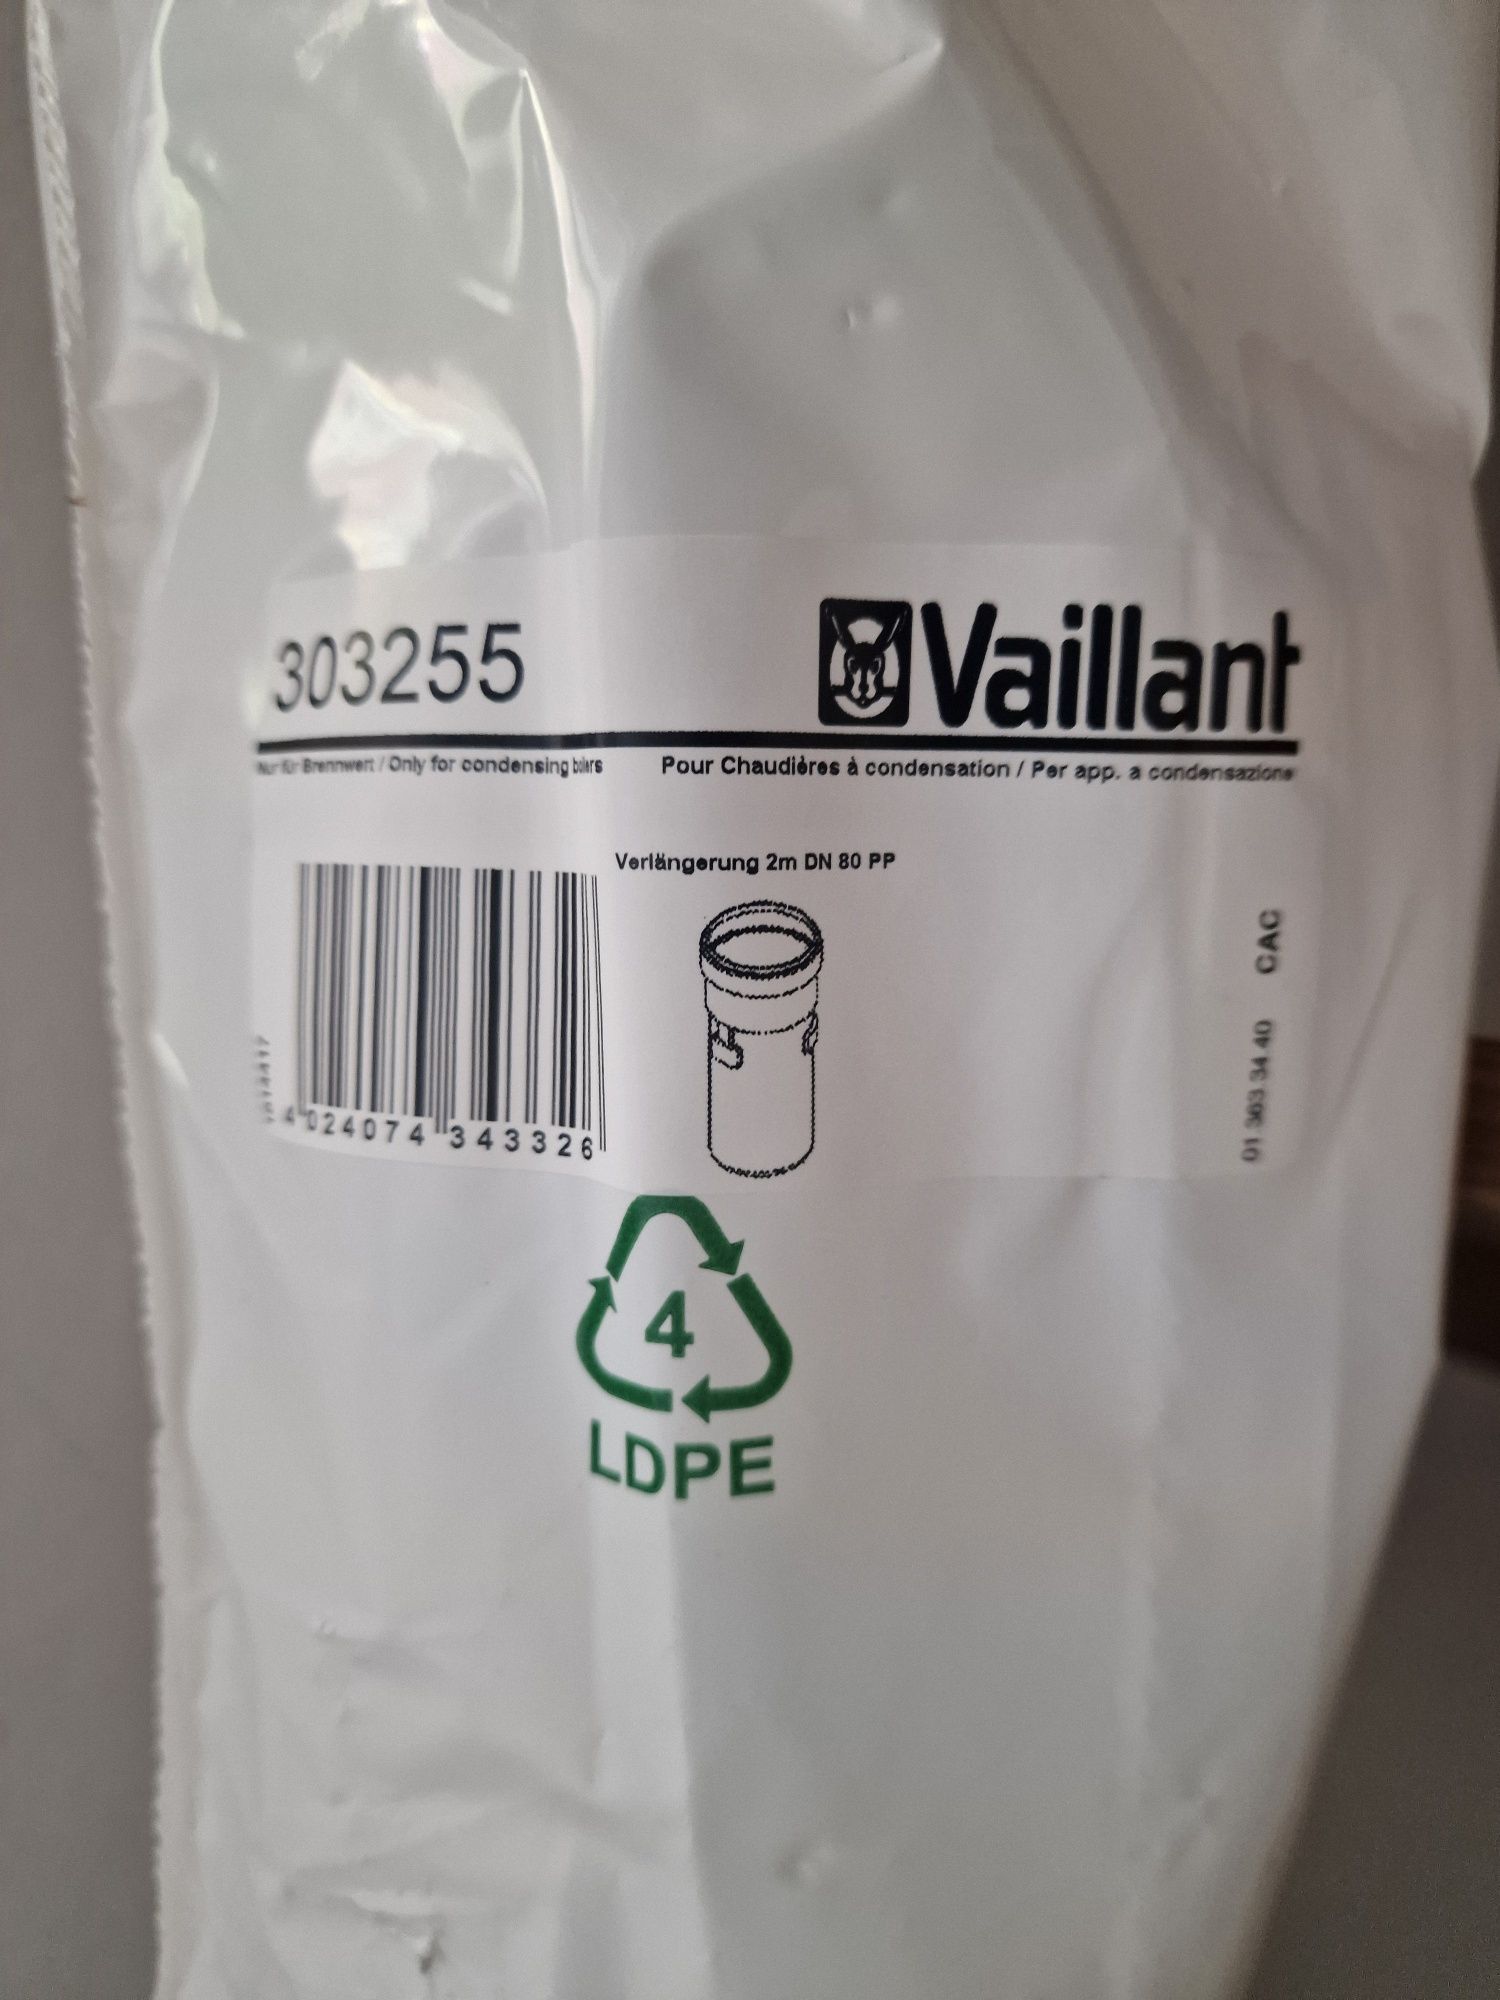 303255
Vaillant
Nur für Brennwert / Only for condensing boilers
Pour Chaudières à condensation / Per app. a condensazione
Verlängerung 2m DN 80 PP
4 024074 343326
01 363 34 40 CAC
4
LDPE